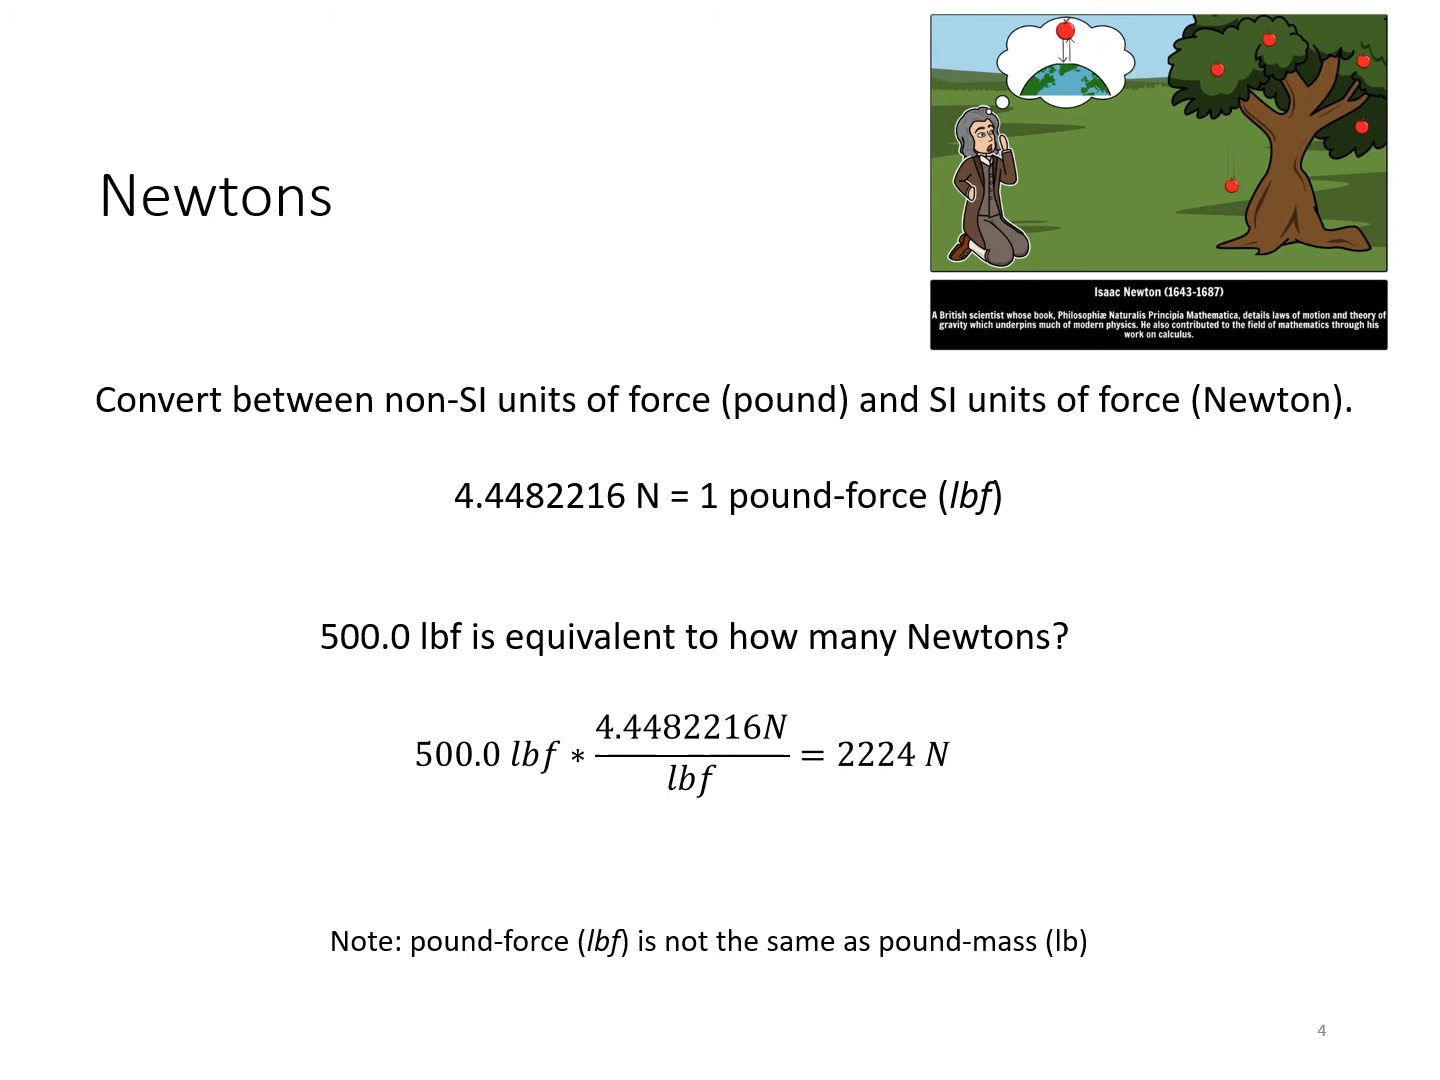 Newtons
Isaac Newton (1643-1687)
A British scientist whose book, Philosophiæ Naturalis Principia Mathematica, details laws of motion and theory of
gravity which underpins much of modern physics. He also contributed to the field of mathematics through his
work on calculus.
Convert between non-SI units of force (pound) and SI units of force (Newton).
4.4482216 N = 1 pound-force (lbf)
500.0 lbf is equivalent to how many Newtons?
500.0 lbf * 4.4482216N / lbf = 2224 N
Note: pound-force (lbf) is not the same as pound-mass (lb)
4